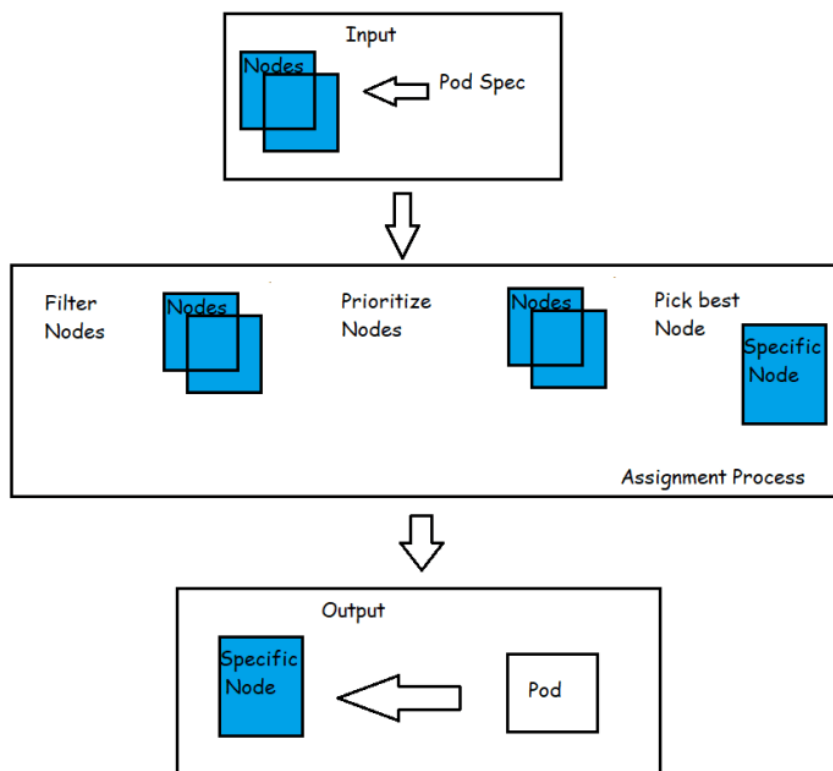 Input
Nodes
Pod Spec
Filter
Nodes
Nodes
Prioritize
Nodes
Nodes
Pick best
Node
Specific
Node
Assignment Process
Output
Specific
Node
Pod